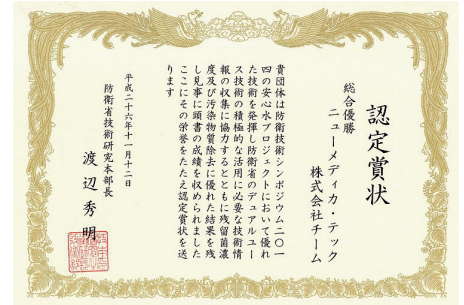 認定賞状
総合優勝
ニューメディカ・テック
株式会社チーム
貴団体は防衛技術シンポジウム二〇一
四の安心水プロジェクトにおいて優れ
た技術を発揮し防衛省のデュアルユー
ス技術の積極的な活用に必要な技術情
報の収集に協力するとともに残留菌濃
度及び汚染物質除去に優れた結果を残
し見事に頭書の成績を収められました
ここにその栄誉をたたえ認定賞状を送
ります
平成二十六年十一月十二日
防衛省技術研究本部長
渡辺秀明